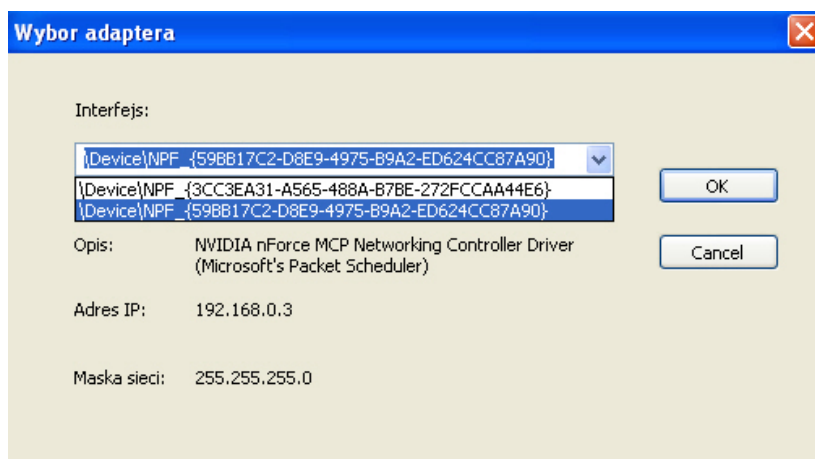 Wybor adaptera
Interfejs:
\Device\NPF_{59BB17C2-D8E9-4975-B9A2-ED624CC87A90}
\Device\NPF_{3CC3EA31-A565-488A-B7BE-272FCCAA44E6}
\Device\NPF_{59BB17C2-D8E9-4975-B9A2-ED624CC87A90}
OK
Opis: NVIDIA nForce MCP Networking Controller Driver
(Microsoft's Packet Scheduler)
Cancel
Adres IP: 192.168.0.3
Maska sieci: 255.255.255.0